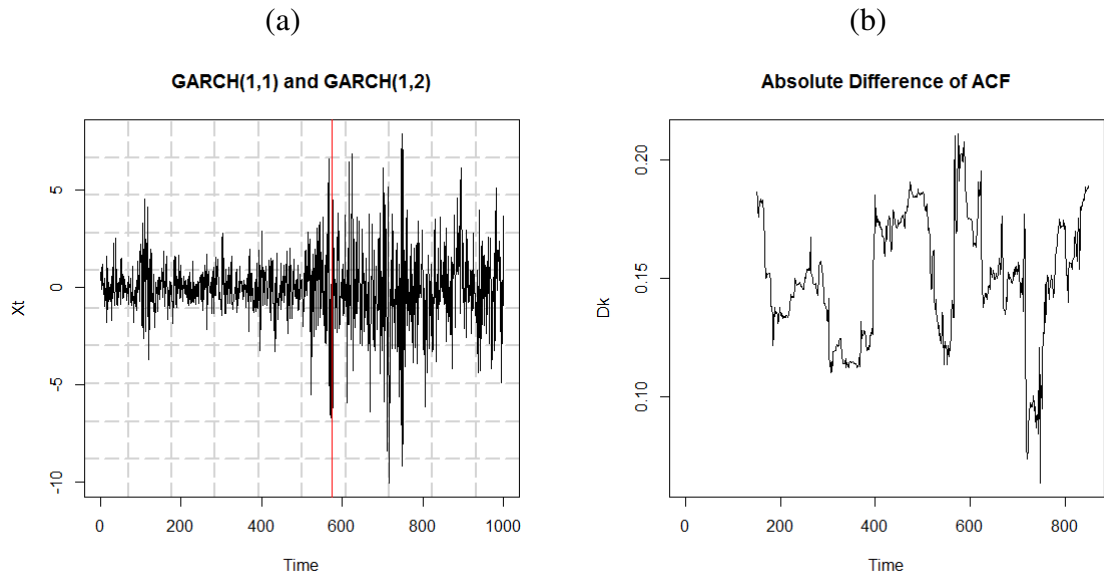 (a)
(b)
GARCH(1,1) and GARCH(1,2)
Absolute Difference of ACF
Xt
5
0
-5
-10
0 200 400 600 800 1000
Time
Dk
0.20
0.15
0.10
0 200 400 600 800
Time